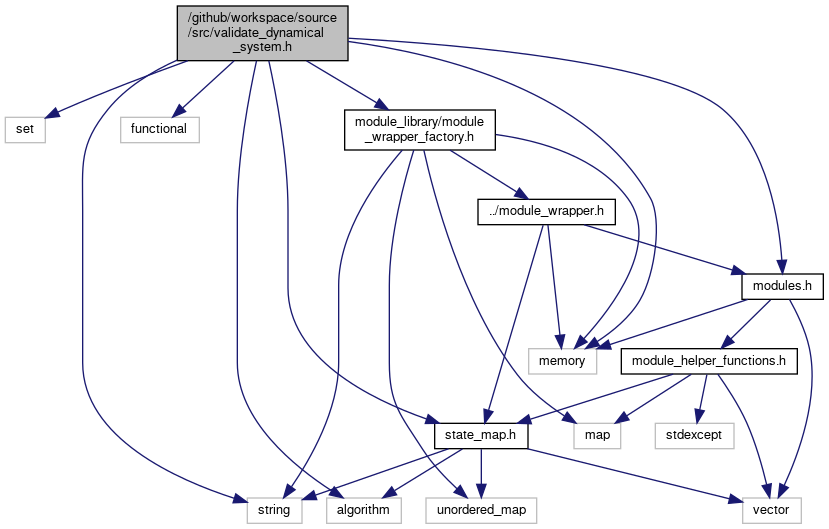 /github/workspace/source
/src/validate_dynamical
_system.h
set
functional
module_library/module
_wrapper_factory.h
../module_wrapper.h
modules.h
memory
module_helper_functions.h
state_map.h
map
stdexcept
string
algorithm
unordered_map
vector